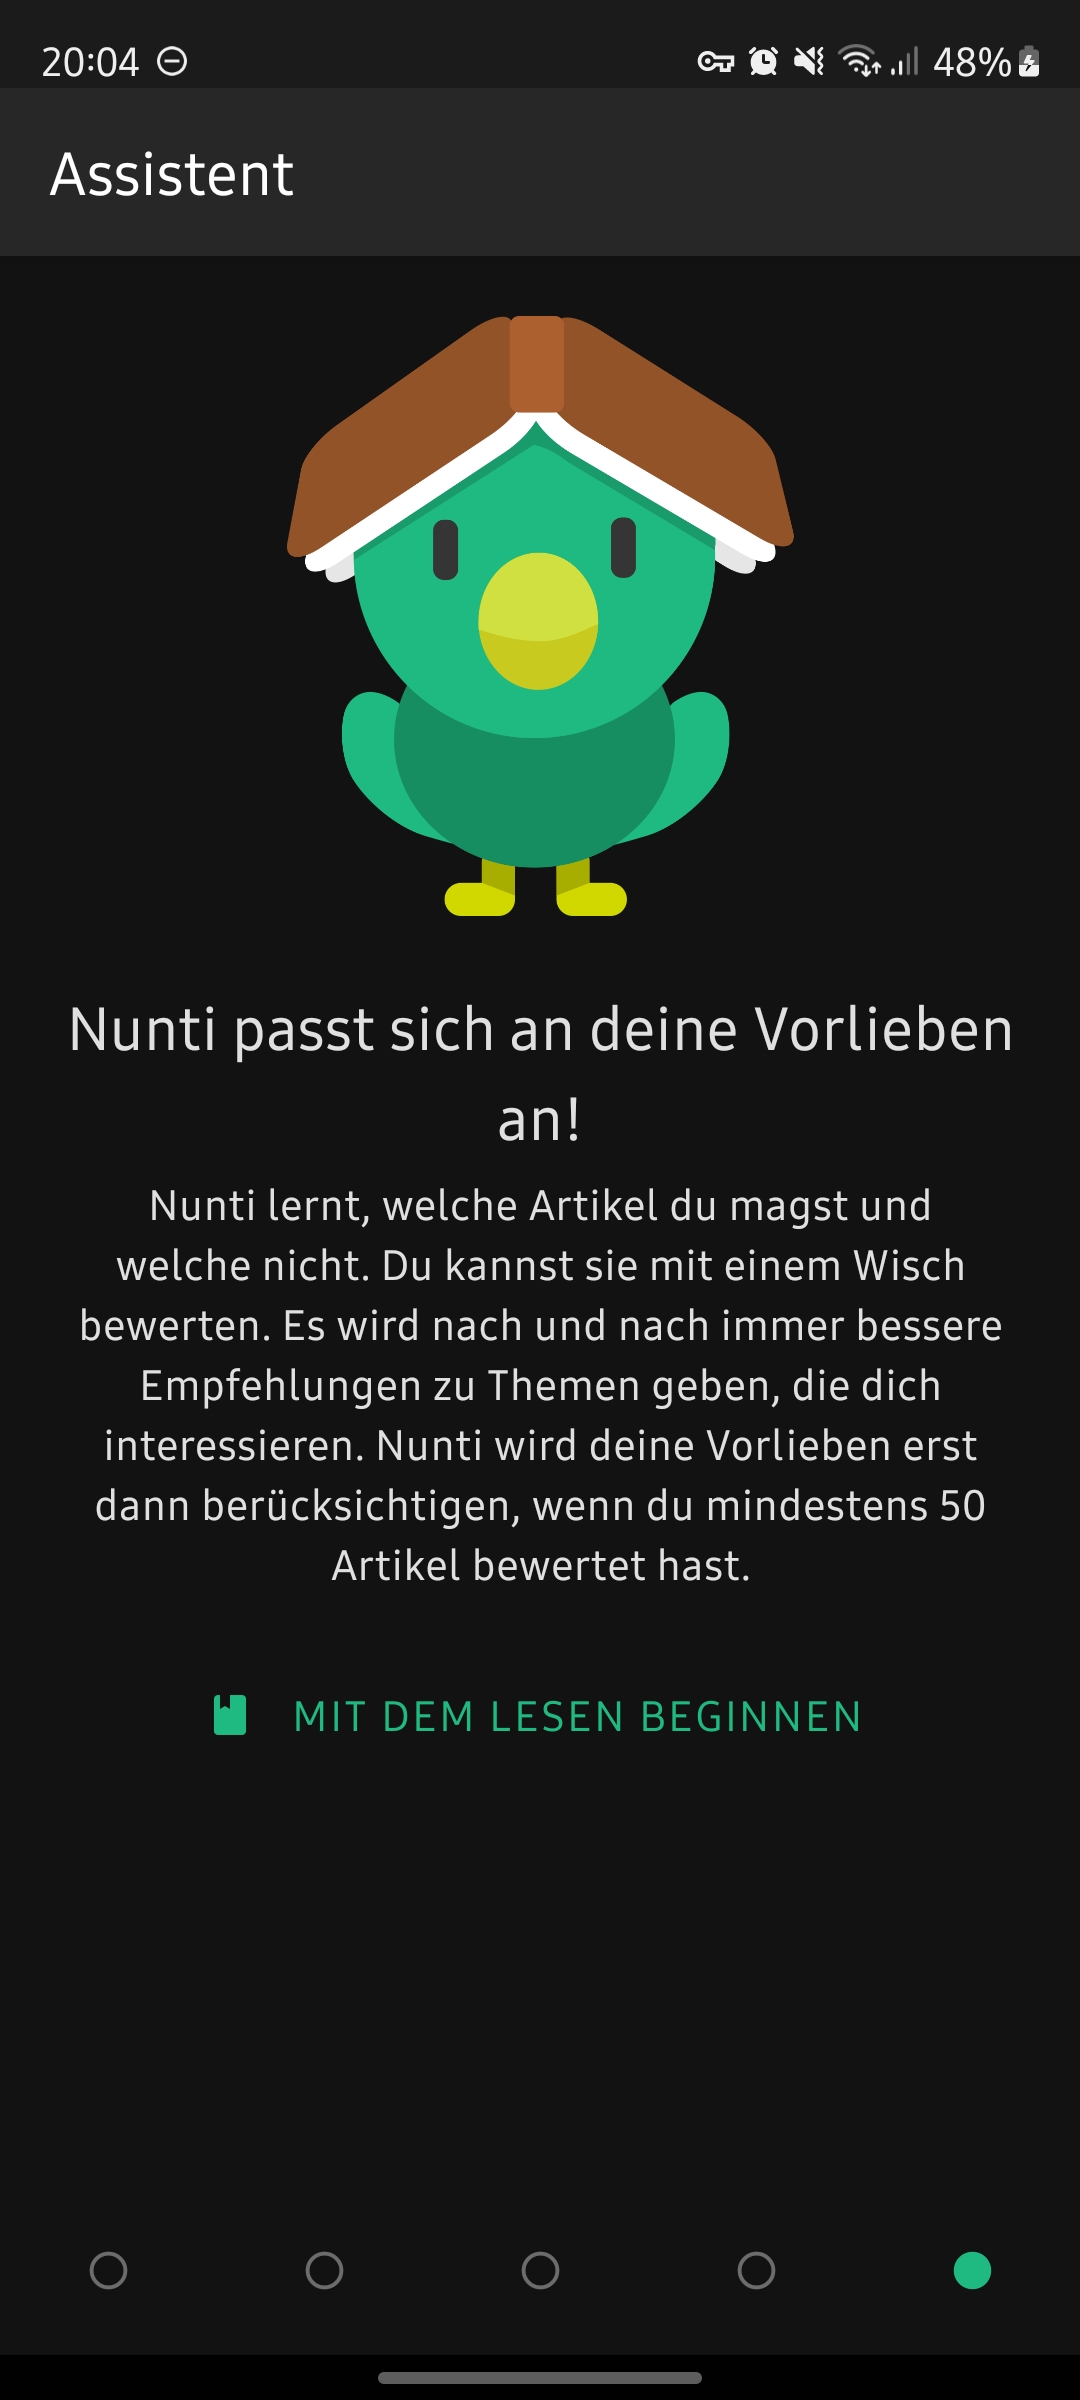 20:04
48%
Assistent
Nunti passt sich an deine Vorlieben
an!
Nunti lernt, welche Artikel du magst und
welche nicht. Du kannst sie mit einem Wisch
bewerten. Es wird nach und nach immer bessere
Empfehlungen zu Themen geben, die dich
interessieren. Nunti wird deine Vorlieben erst
dann berücksichtigen, wenn du mindestens 50
Artikel bewertet hast.
MIT DEM LESEN BEGINNEN